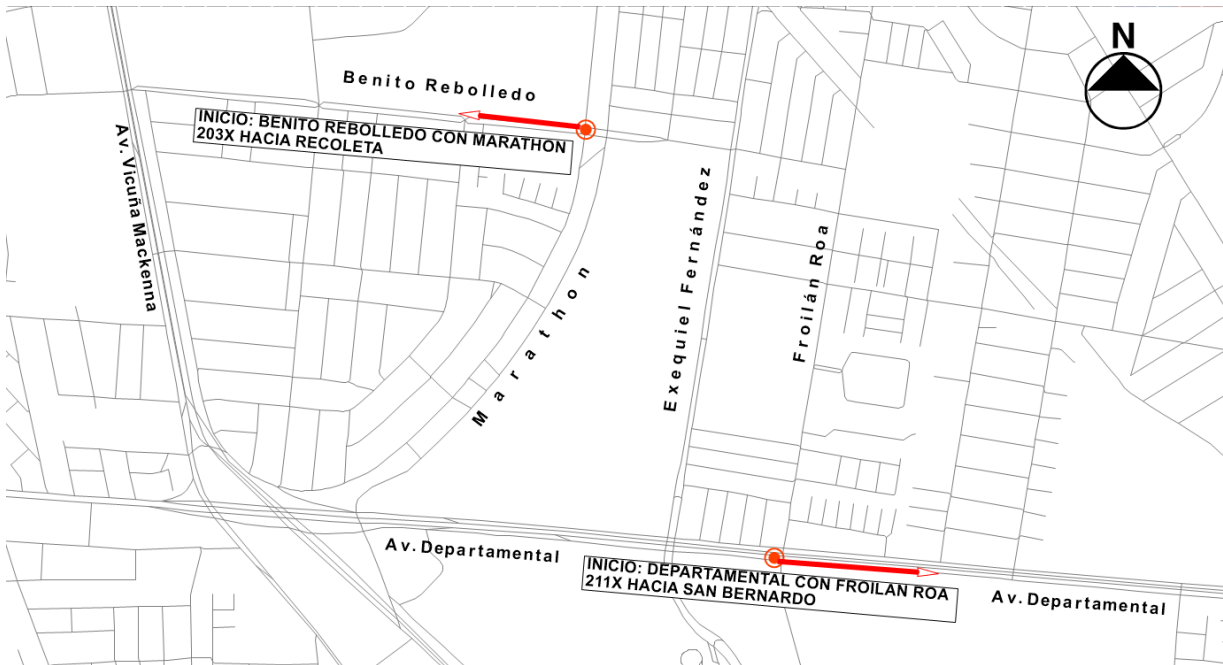 N
Benito Rebolledo
INICIO: BENITO REBOLLEDO CON MARATHON
203X HACIA RECOLETA
Av. Vicuña Mackenna
Marathon
Exequiel Fernández
Froilán Roa
Av. Departamental
INICIO: DEPARTAMENTAL CON FROILAN ROA
211X HACIA SAN BERNARDO
Av. Departamental